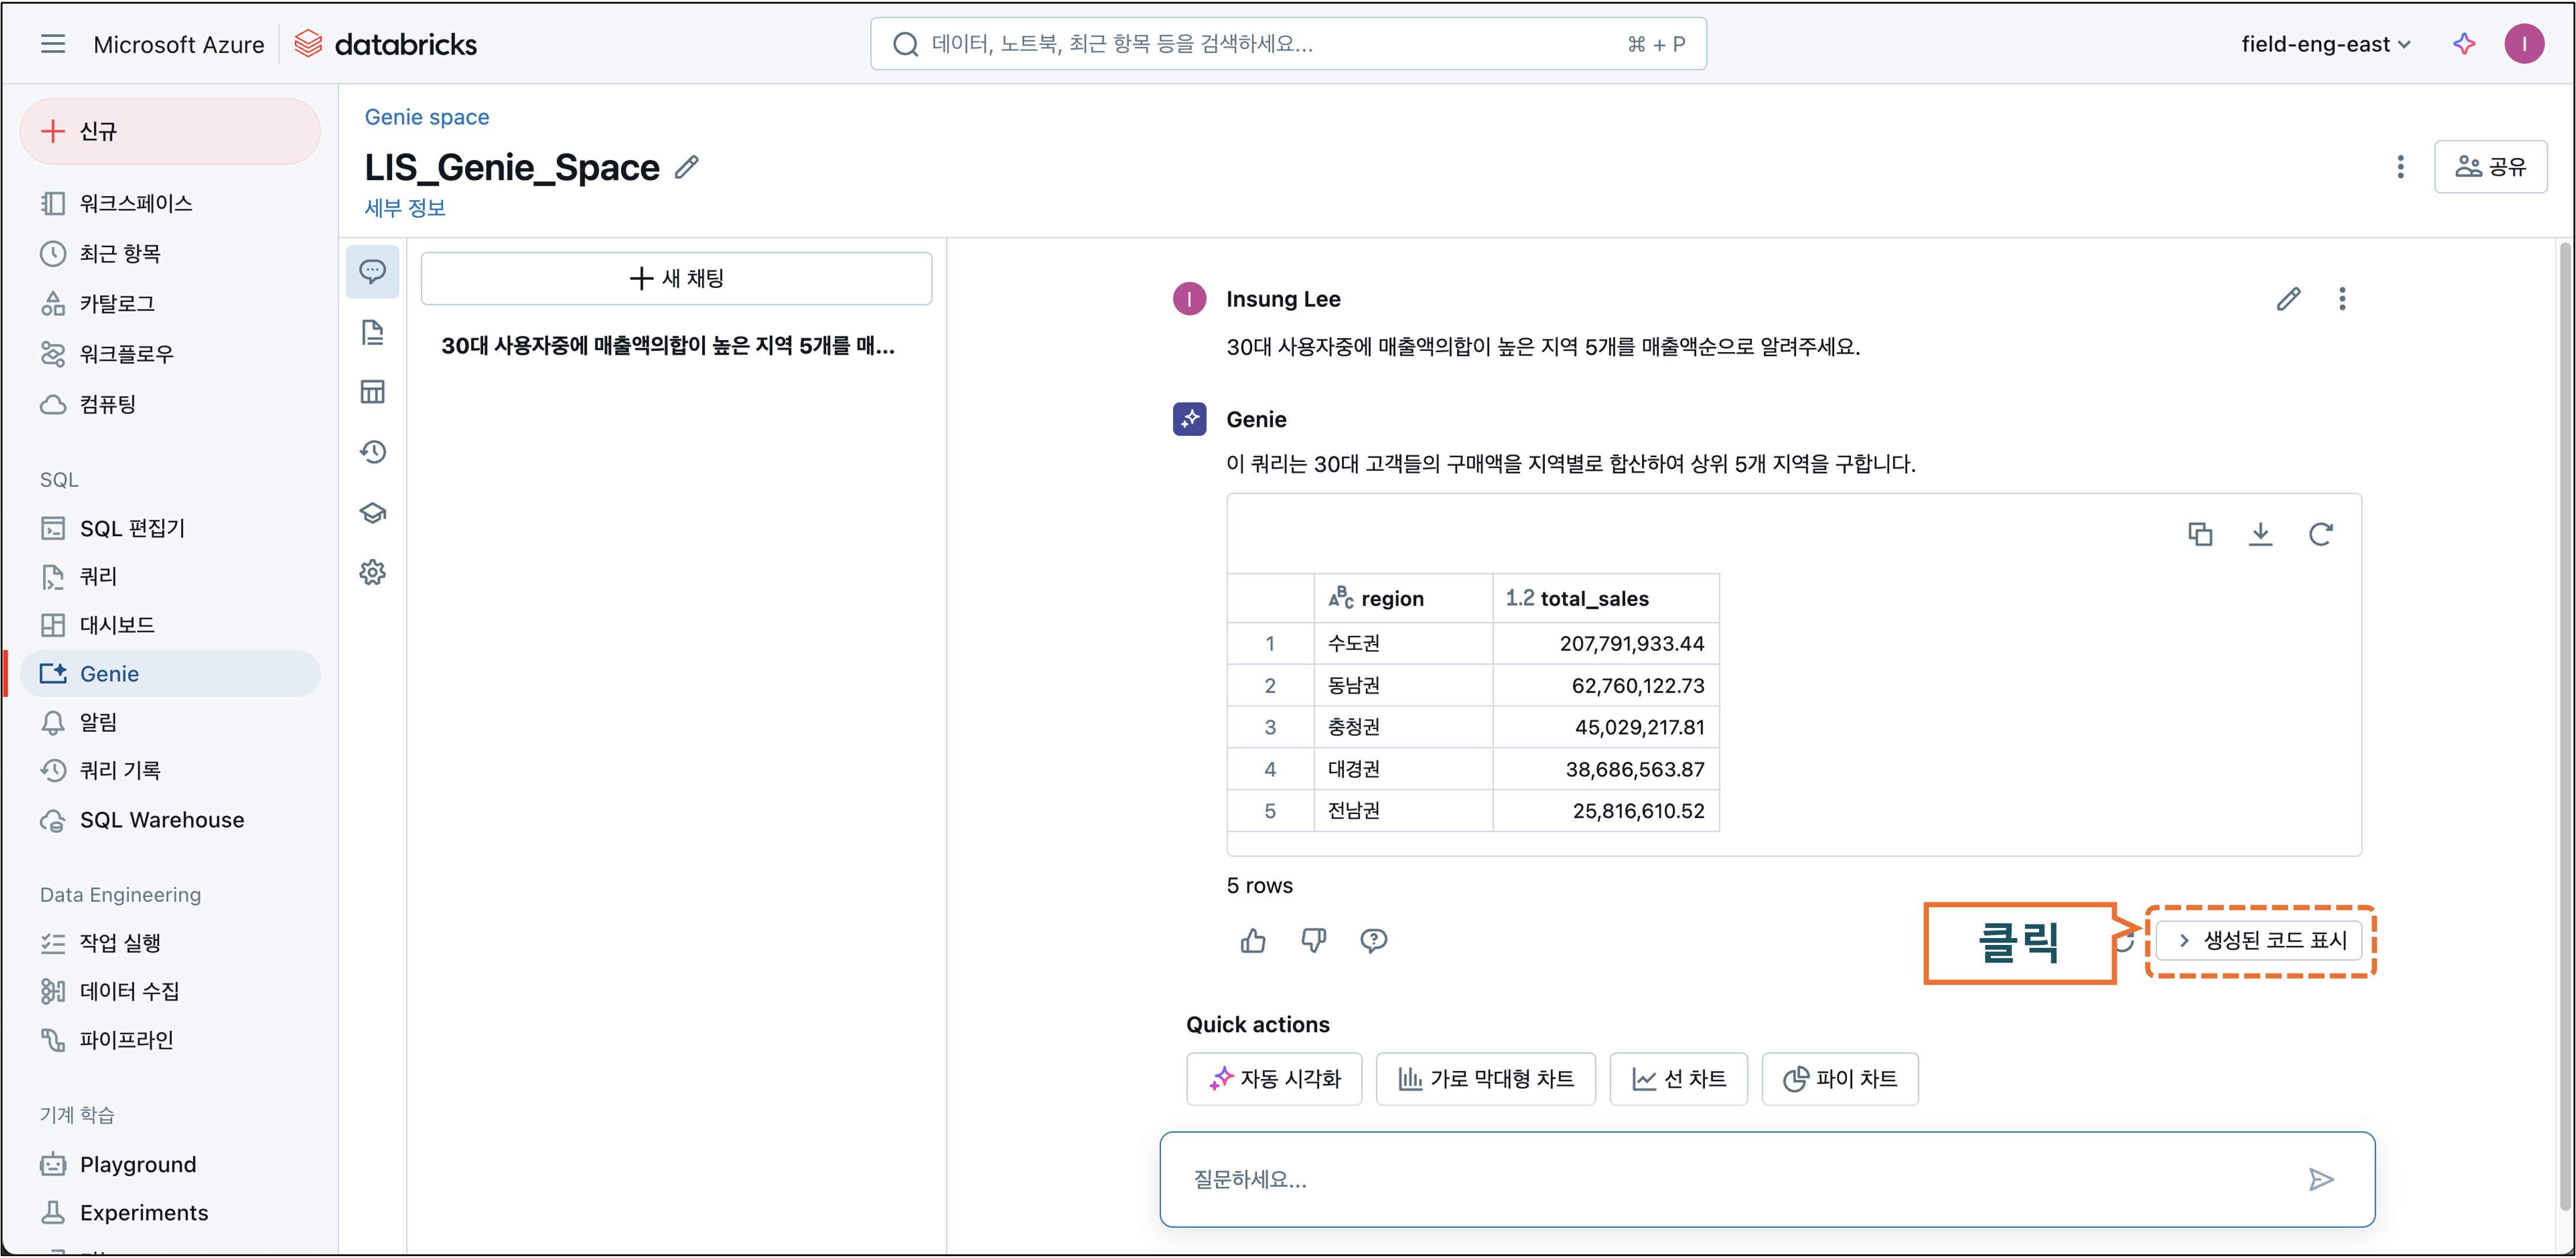 Microsoft Azure
databricks
데이터, 노트북, 최근 항목 등을 검색하세요...
⌘ + P
field-eng-east
I
신규
워크스페이스
최근 항목
카탈로그
워크플로우
컴퓨팅
SQL
SQL 편집기
쿼리
대시보드
Genie
알림
쿼리 기록
SQL Warehouse
Data Engineering
작업 실행
데이터 수집
파이프라인
기계 학습
Playground
Experiments
Genie space
LIS_Genie_Space
세부 정보
공유
새 채팅
30대 사용자중에 매출액의합이 높은 지역 5개를 매...
I
Insung Lee
30대 사용자중에 매출액의합이 높은 지역 5개를 매출액순으로 알려주세요.
Genie
이 쿼리는 30대 고객들의 구매액을 지역별로 합산하여 상위 5개 지역을 구합니다.
ABC region 1.2 total_sales
1 수도권 207,791,933.44
2 동남권 62,760,122.73
3 충청권 45,029,217.81
4 대경권 38,686,563.87
5 전남권 25,816,610.52
5 rows
클릭
생성된 코드 표시
Quick actions
자동 시각화
가로 막대형 차트
선 차트
파이 차트
질문하세요...